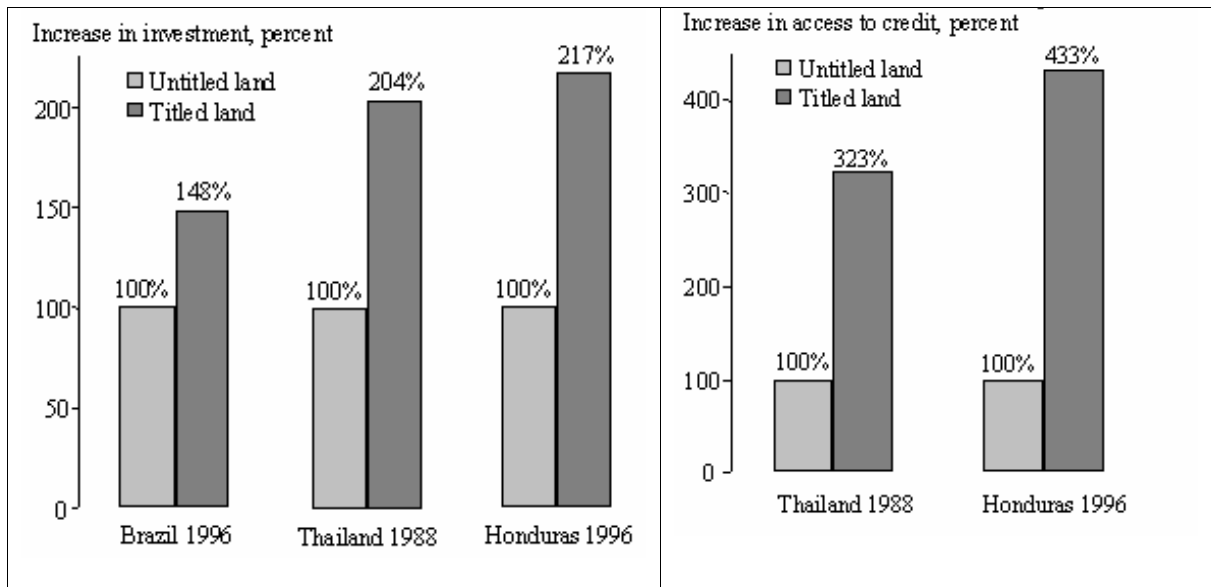 Increase in investment, percent
Untitled land
Titled land
217%
204%
200
148%
150
100%
100%
100%
100
50
0
Brazil 1996
Thailand 1988
Honduras 1996
Increase in access to credit, percent
Untitled land
Titled land
433%
400
323%
300
200
100%
100%
100
0
Thailand 1988
Honduras 1996